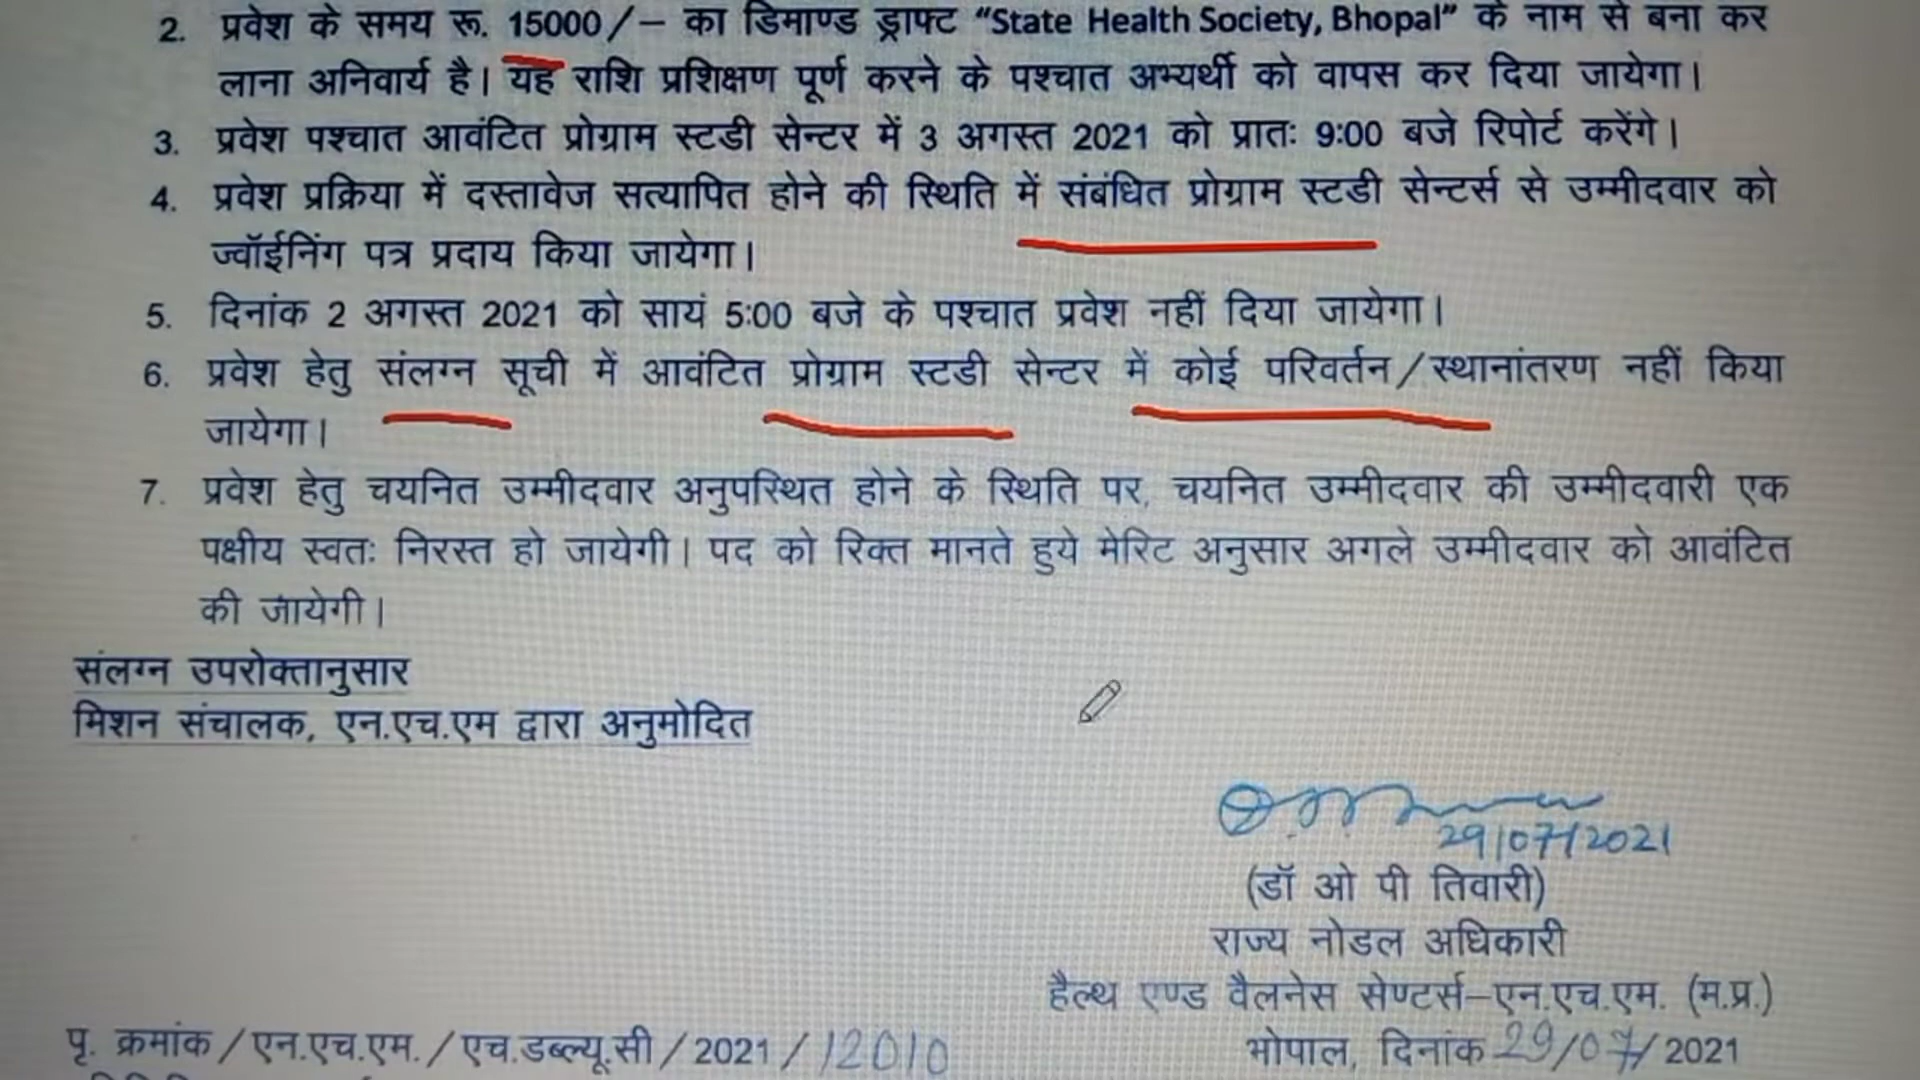 2. प्रवेश के समय रू. 15000/– का डिमाण्ड ड्राफ्ट “State Health Society, Bhopal” के नाम से बना कर
लाना अनिवार्य है। यह राशि प्रशिक्षण पूर्ण करने के पश्चात अभ्यर्थी को वापस कर दिया जायेगा।
3. प्रवेश पश्चात आवंटित प्रोग्राम स्टडी सेन्टर में 3 अगस्त 2021 को प्रातः 9:00 बजे रिपोर्ट करेंगे।
4. प्रवेश प्रक्रिया में दस्तावेज सत्यापित होने की स्थिति में संबंधित प्रोग्राम स्टडी सेन्टर्स से उम्मीदवार को
ज्वॉईनिंग पत्र प्रदाय किया जायेगा।
5. दिनांक 2 अगस्त 2021 को सायं 5:00 बजे के पश्चात प्रवेश नहीं दिया जायेगा।
6. प्रवेश हेतु संलग्न सूची में आवंटित प्रोग्राम स्टडी सेन्टर में कोई परिवर्तन/स्थानांतरण नहीं किया
जायेगा।
7. प्रवेश हेतु चयनित उम्मीदवार अनुपस्थित होने के स्थिति पर, चयनित उम्मीदवार की उम्मीदवारी एक
पक्षीय स्वतः निरस्त हो जायेगी। पद को रिक्त मानते हुये मेरिट अनुसार अगले उम्मीदवार को आवंटित
की जायेगी।
संलग्न उपरोक्तानुसार
मिशन संचालक, एन.एच.एम द्वारा अनुमोदित
29/07/2021
(डॉ ओ पी तिवारी)
राज्य नोडल अधिकारी
हैल्थ एण्ड वैलनेस सेण्टर्स–एन.एच.एम. (म.प्र.)
पृ. क्रमांक/एन.एच.एम./एच.डब्ल्यू.सी/2021/12010
भोपाल, दिनांक 29/07/2021